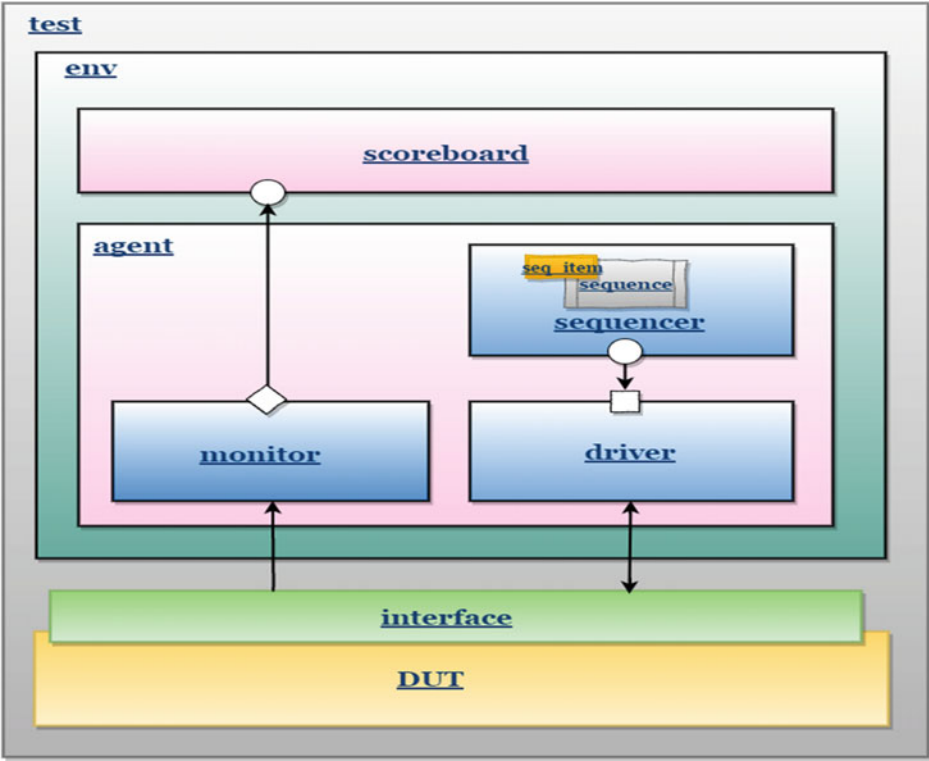 test
env
scoreboard
agent
seq_item
sequence
sequencer
monitor
driver
interface
DUT